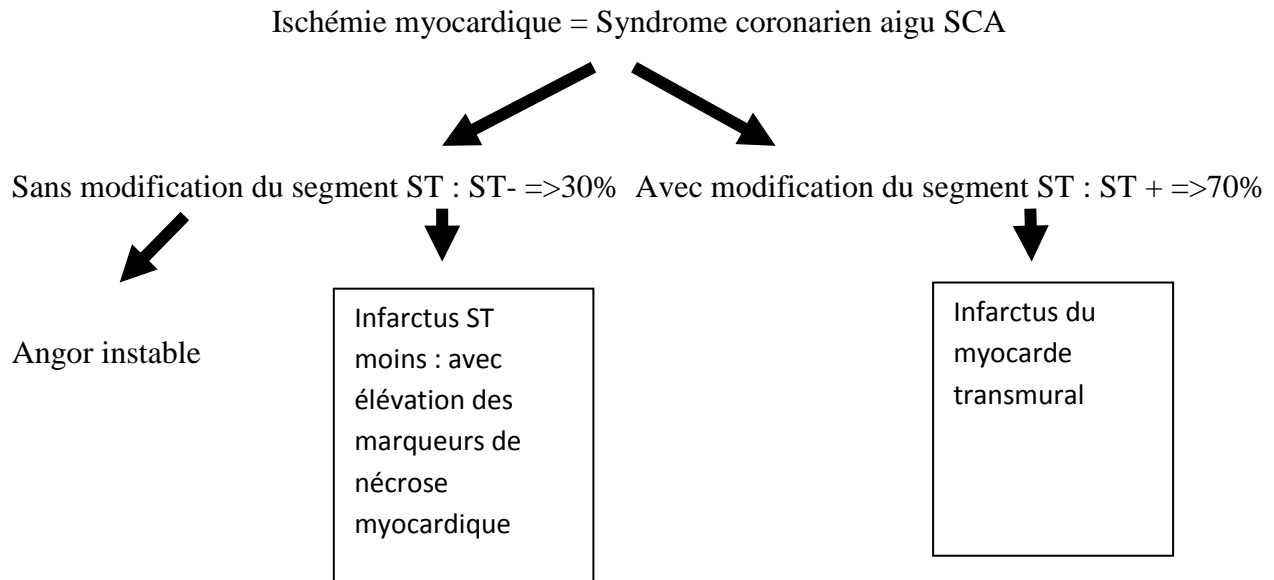 Ischémie myocardique = Syndrome coronarien aigu SCA
Sans modification du segment ST : ST- =>30% Avec modification du segment ST : ST + =>70%
Angor instable
Infarctus ST
moins : avec
élévation des
marqueurs de
nécrose
myocardique
Infarctus du
myocarde
transmural